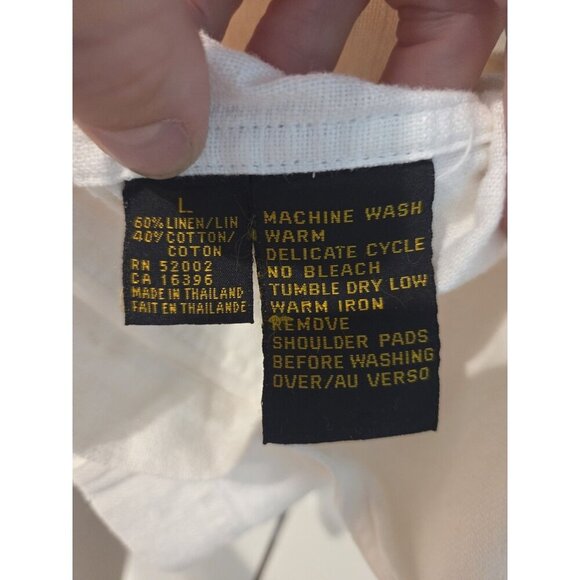 L
60% LINEN/LIN
40% COTTON/
COTON
RN 52002
CA 16396
MADE IN THAILAND
FAIT EN THAILANDE
MACHINE WASH
WARM
DELICATE CYCLE
NO BLEACH
TUMBLE DRY LOW
WARM IRON
REMOVE
SHOULDER PADS
BEFORE WASHING
OVER/AU VERSO